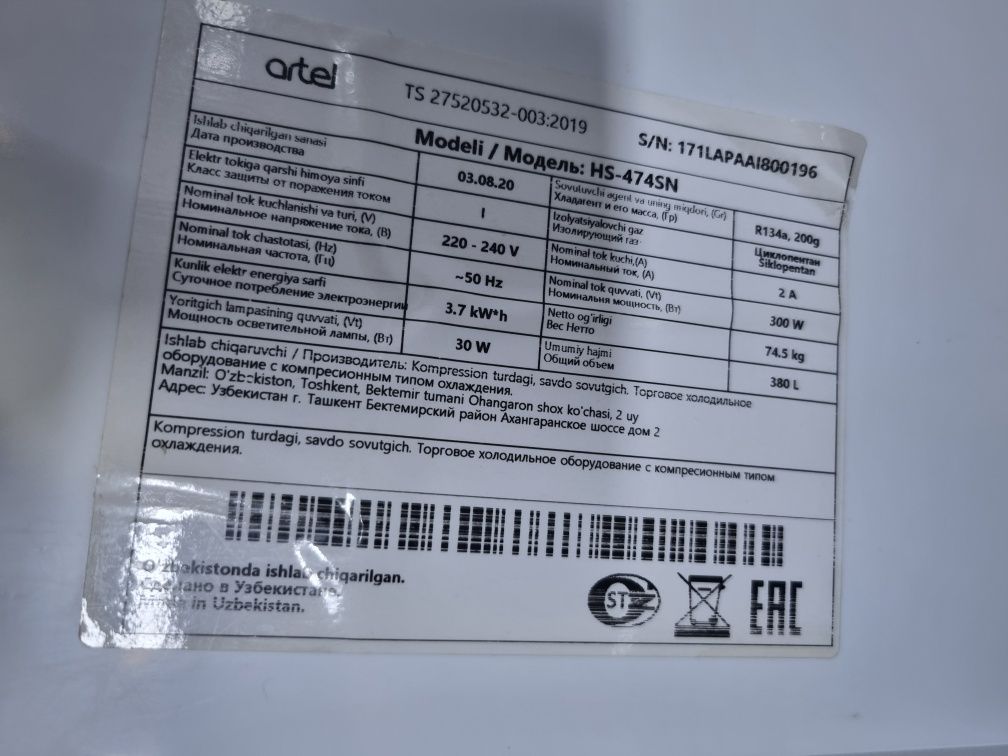 artel
TS 27520532-003:2019
S/N: 171LAPAAI800196
Modeli / Модель: HS-474SN
Ishlab chiqarilgan sanasi
Дата производства
03.08.20
Sovutuvchi agent va uning miqdori, (Gr)
Хладагент и его масса, (Гр)
R134a, 200g
Elektr tokiga qarshi himoya sinfi
Класс защиты от поражения током
I
Izolyatsiyalovchi gaz
Изолирующий газ
Циклопентан
Siklopentan
Nominal tok kuchlanishi va turi, (V)
Номинальное напряжение тока, (В)
220 - 240 V
Nominal tok kuchi,(A)
Номинальный ток, (А)
2 A
Nominal tok chastotasi, (Hz)
Номинальная частота, (Гц)
~50 Hz
Nominal tok quvvati, (Vt)
Номинальня мощность, (Вт)
300 W
Kunlik elektr energiya sarfi
Суточное потребление электроэнергии
3.7 kW*h
Netto og'irligi
Вес Нетто
74.5 kg
Yoritgich lampasining quvvati, (Vt)
Мощность осветительной лампы, (Вт)
30 W
Umumiy hajmi
Общий объем
380 L
Ishlab chiqaruvchi / Производитель: Kompression turdagi, savdo sovutgich. Торговое холодильное
оборудование с компресионным типом охлаждения.
Manzil: O'zbekiston, Toshkent, Bektemir tumani Ohangaron shox ko'chasi, 2 uy
Адрес: Узбекистан г. Ташкент Бектемирский район Ахангаранское шоссе дом 2
Kompression turdagi, savdo sovutgich. Торговое холодильное оборудование с компресионным типом
охлаждения.
O'zbekistonda ishlab chiqarilgan.
Сделано в Узбекистане.
Made in Uzbekistan.
STZ
EAC